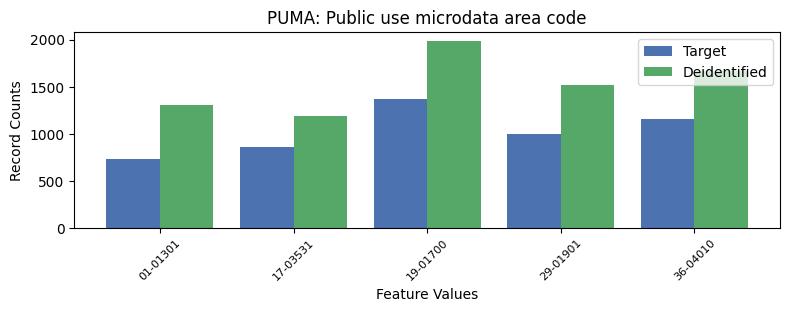 PUMA: Public use microdata area code
Target
Deidentified
Record Counts
2000
1500
1000
500
0
01-01301
17-03531
19-01700
29-01901
36-04010
Feature Values